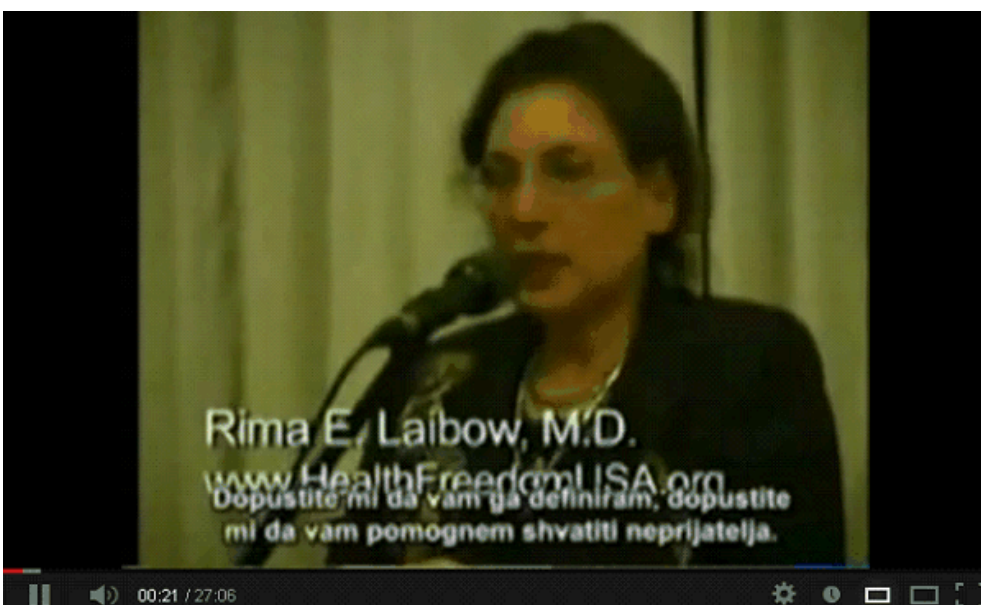 Rima E. Laibow, M.D.
www.HealthFreedomUSA.org
Dopustite mi da vam ga definiram, dopustite
mi da vam pomognem shvatiti neprijatelja.
00:21 / 27:06